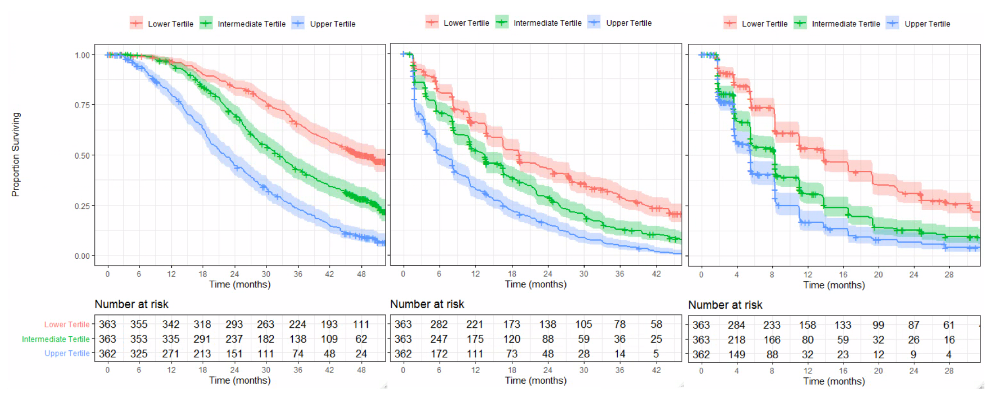 Lower Tertile Intermediate Tertile Upper Tertile
Lower Tertile Intermediate Tertile Upper Tertile
Lower Tertile Intermediate Tertile Upper Tertile
Proportion Surviving
1.00
0.75
0.50
0.25
0.00
0 6 12 18 24 30 36 42 48
Time (months)
0 6 12 18 24 30 36 42
Time (months)
0 4 8 12 16 20 24 28
Time (months)
Number at risk
Lower Tertile 363 355 342 318 293 263 224 193 111
Intermediate Tertile 363 353 335 291 237 182 138 109 62
Upper Tertile 362 325 271 213 151 111 74 48 24
0 6 12 18 24 30 36 42 48
Time (months)
Number at risk
363 282 221 173 138 105 78 58
363 247 175 120 88 59 36 25
362 172 111 73 48 28 14 5
0 6 12 18 24 30 36 42
Time (months)
Number at risk
363 284 233 158 133 99 87 61
363 218 166 80 59 32 26 16
362 149 88 32 23 12 9 4
0 4 8 12 16 20 24 28
Time (months)